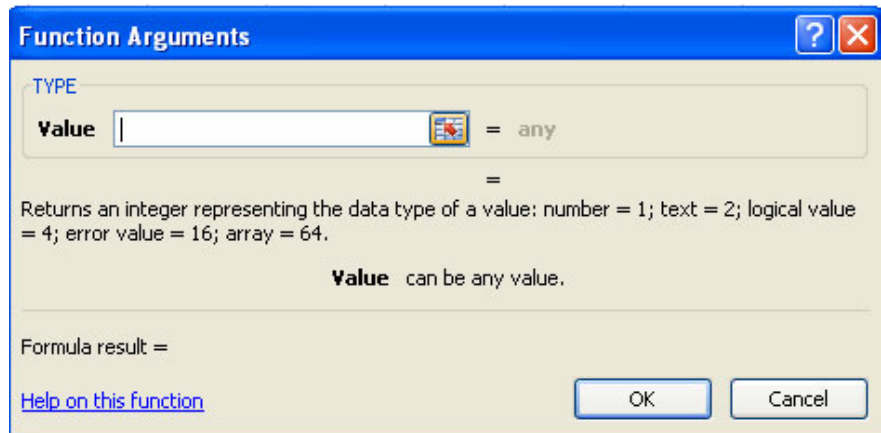 Function Arguments
TYPE
Value = any
=
Returns an integer representing the data type of a value: number = 1; text = 2; logical value
= 4; error value = 16; array = 64.
Value can be any value.
Formula result =
Help on this function OK Cancel